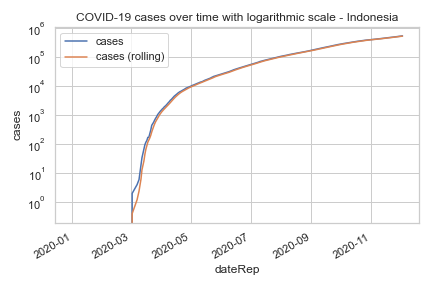 COVID-19 cases over time with logarithmic scale - Indonesia
cases
cases (rolling)
10^6
10^5
10^4
10^3
10^2
10^1
10^0
cases
2020-01
2020-03
2020-05
2020-07
2020-09
2020-11
dateRep